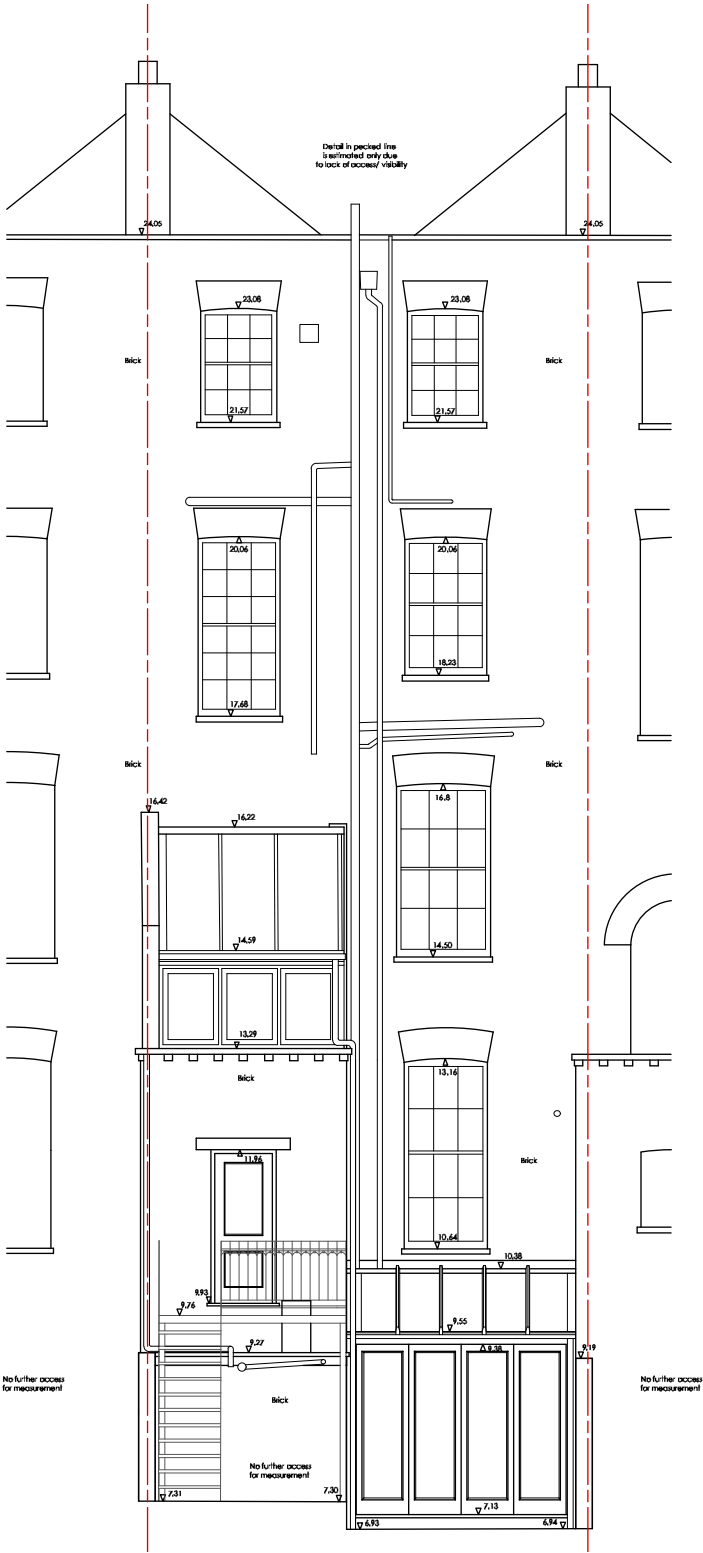 Detail in pecked line
is estimated only due
to lack of access/ visibility
24.05
24.05
23.08
23.08
Brick
Brick
21.57
21.57
20.06
20.06
18.23
17.68
Brick
Brick
16.8
16.42
16.22
14.59
14.50
13.29
13.16
Brick
11.96
Brick
10.64
10.38
9.93
9.76
9.55
9.27
9.38
9.19
No further access
for measurement
No further access
for measurement
Brick
No further access
for measurement
7.31
7.30
7.13
6.93
6.94